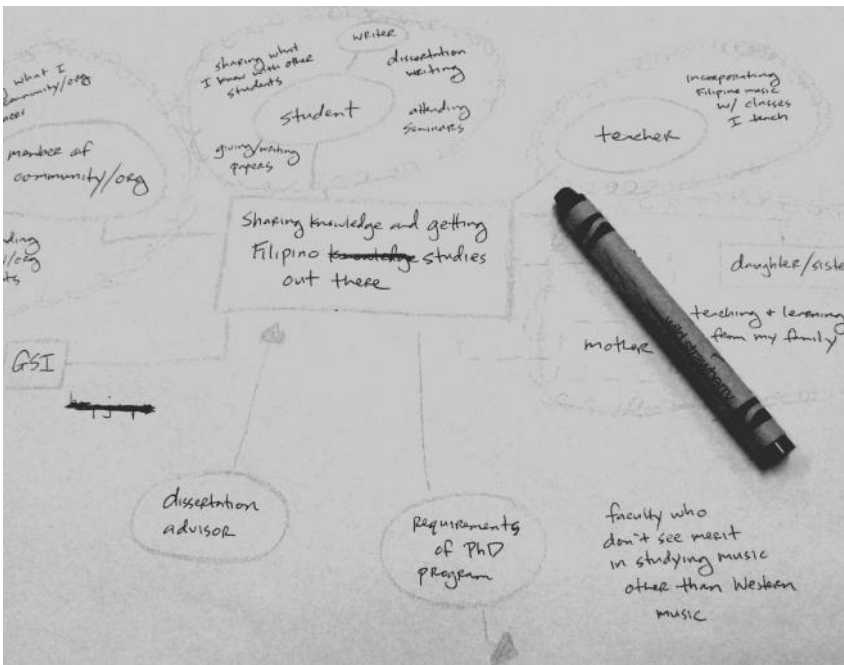 writer
sharing what
I know with other
students
dissertation
writing
student
attending
seminars
giving/writing
papers
what I
community/org
member of
community/org
/org
incorporating
Filipino music
w/ classes
I teach
teacher
Sharing knowledge and getting
Filipino knowledge studies
out there
daughter/siste
teaching + learning
from my family
mother
wild strawberry
GSI
dissertation
advisor
requirements
of PhD
program
faculty who
don't see merit
in studying music
other than Western
music